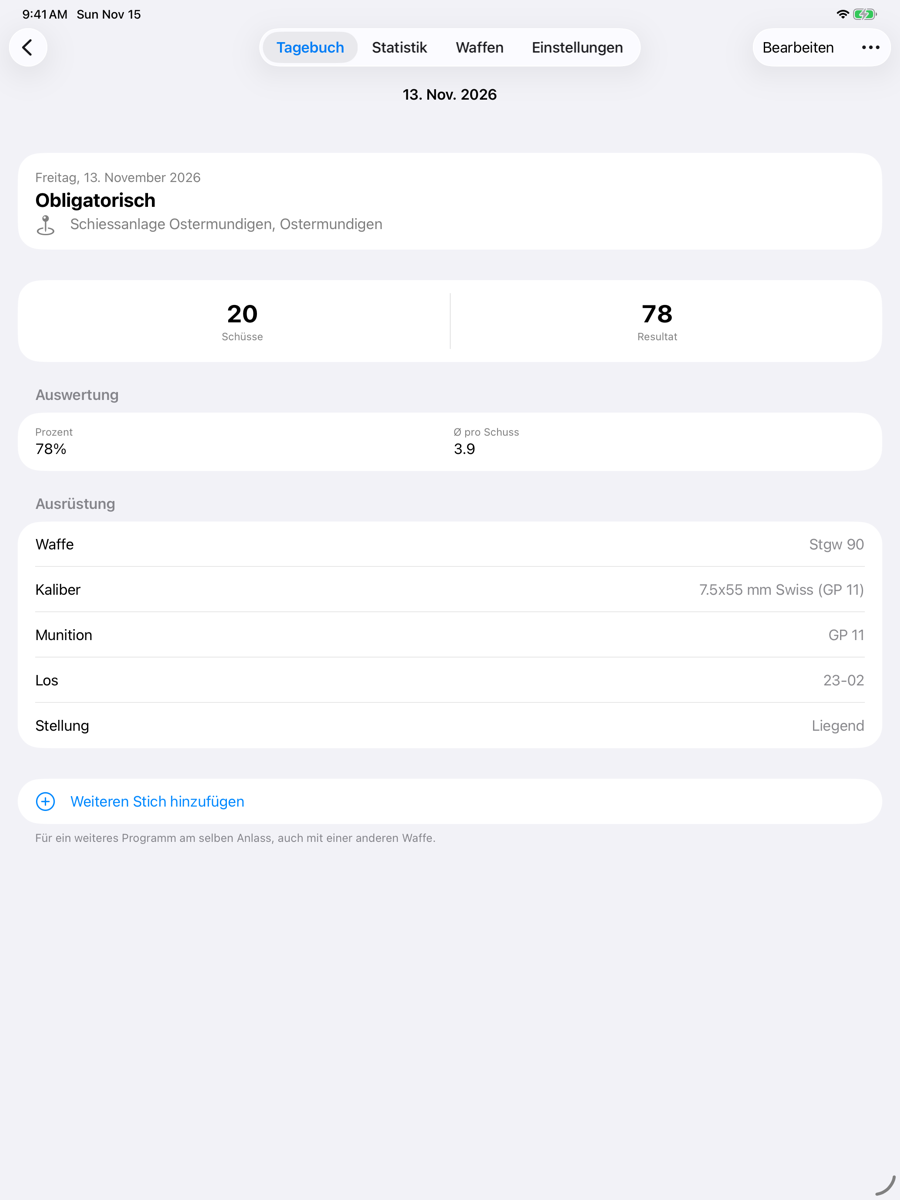 9:41 AM Sun Nov 15
Tagebuch Statistik Waffen Einstellungen
Bearbeiten
13. Nov. 2026
Freitag, 13. November 2026
Obligatorisch
Schiessanlage Ostermundigen, Ostermundigen
20
Schüsse
78
Resultat
Auswertung
Prozent
78%
Ø pro Schuss
3.9
Ausrüstung
Waffe Stgw 90
Kaliber 7.5x55 mm Swiss (GP 11)
Munition GP 11
Los 23-02
Stellung Liegend
Weiteren Stich hinzufügen
Für ein weiteres Programm am selben Anlass, auch mit einer anderen Waffe.